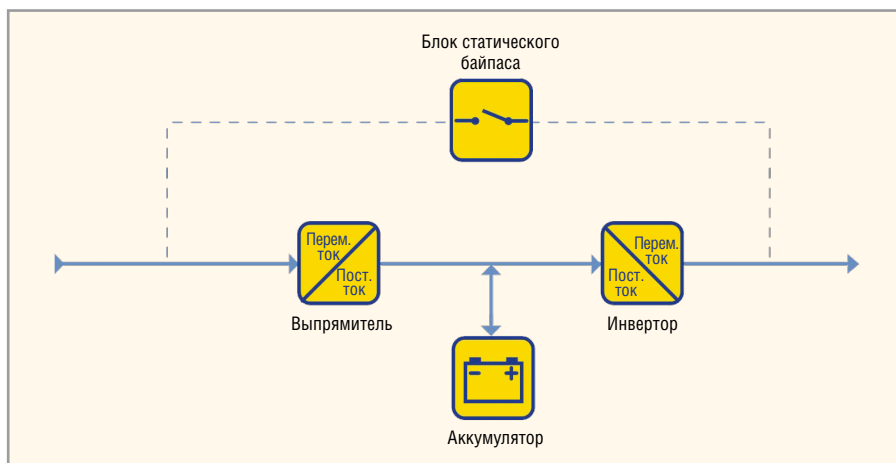 Блок статического
байпаса
Перем.
ток
Пост.
ток
Выпрямитель
Перем.
ток
Пост.
ток
Инвертор
Аккумулятор